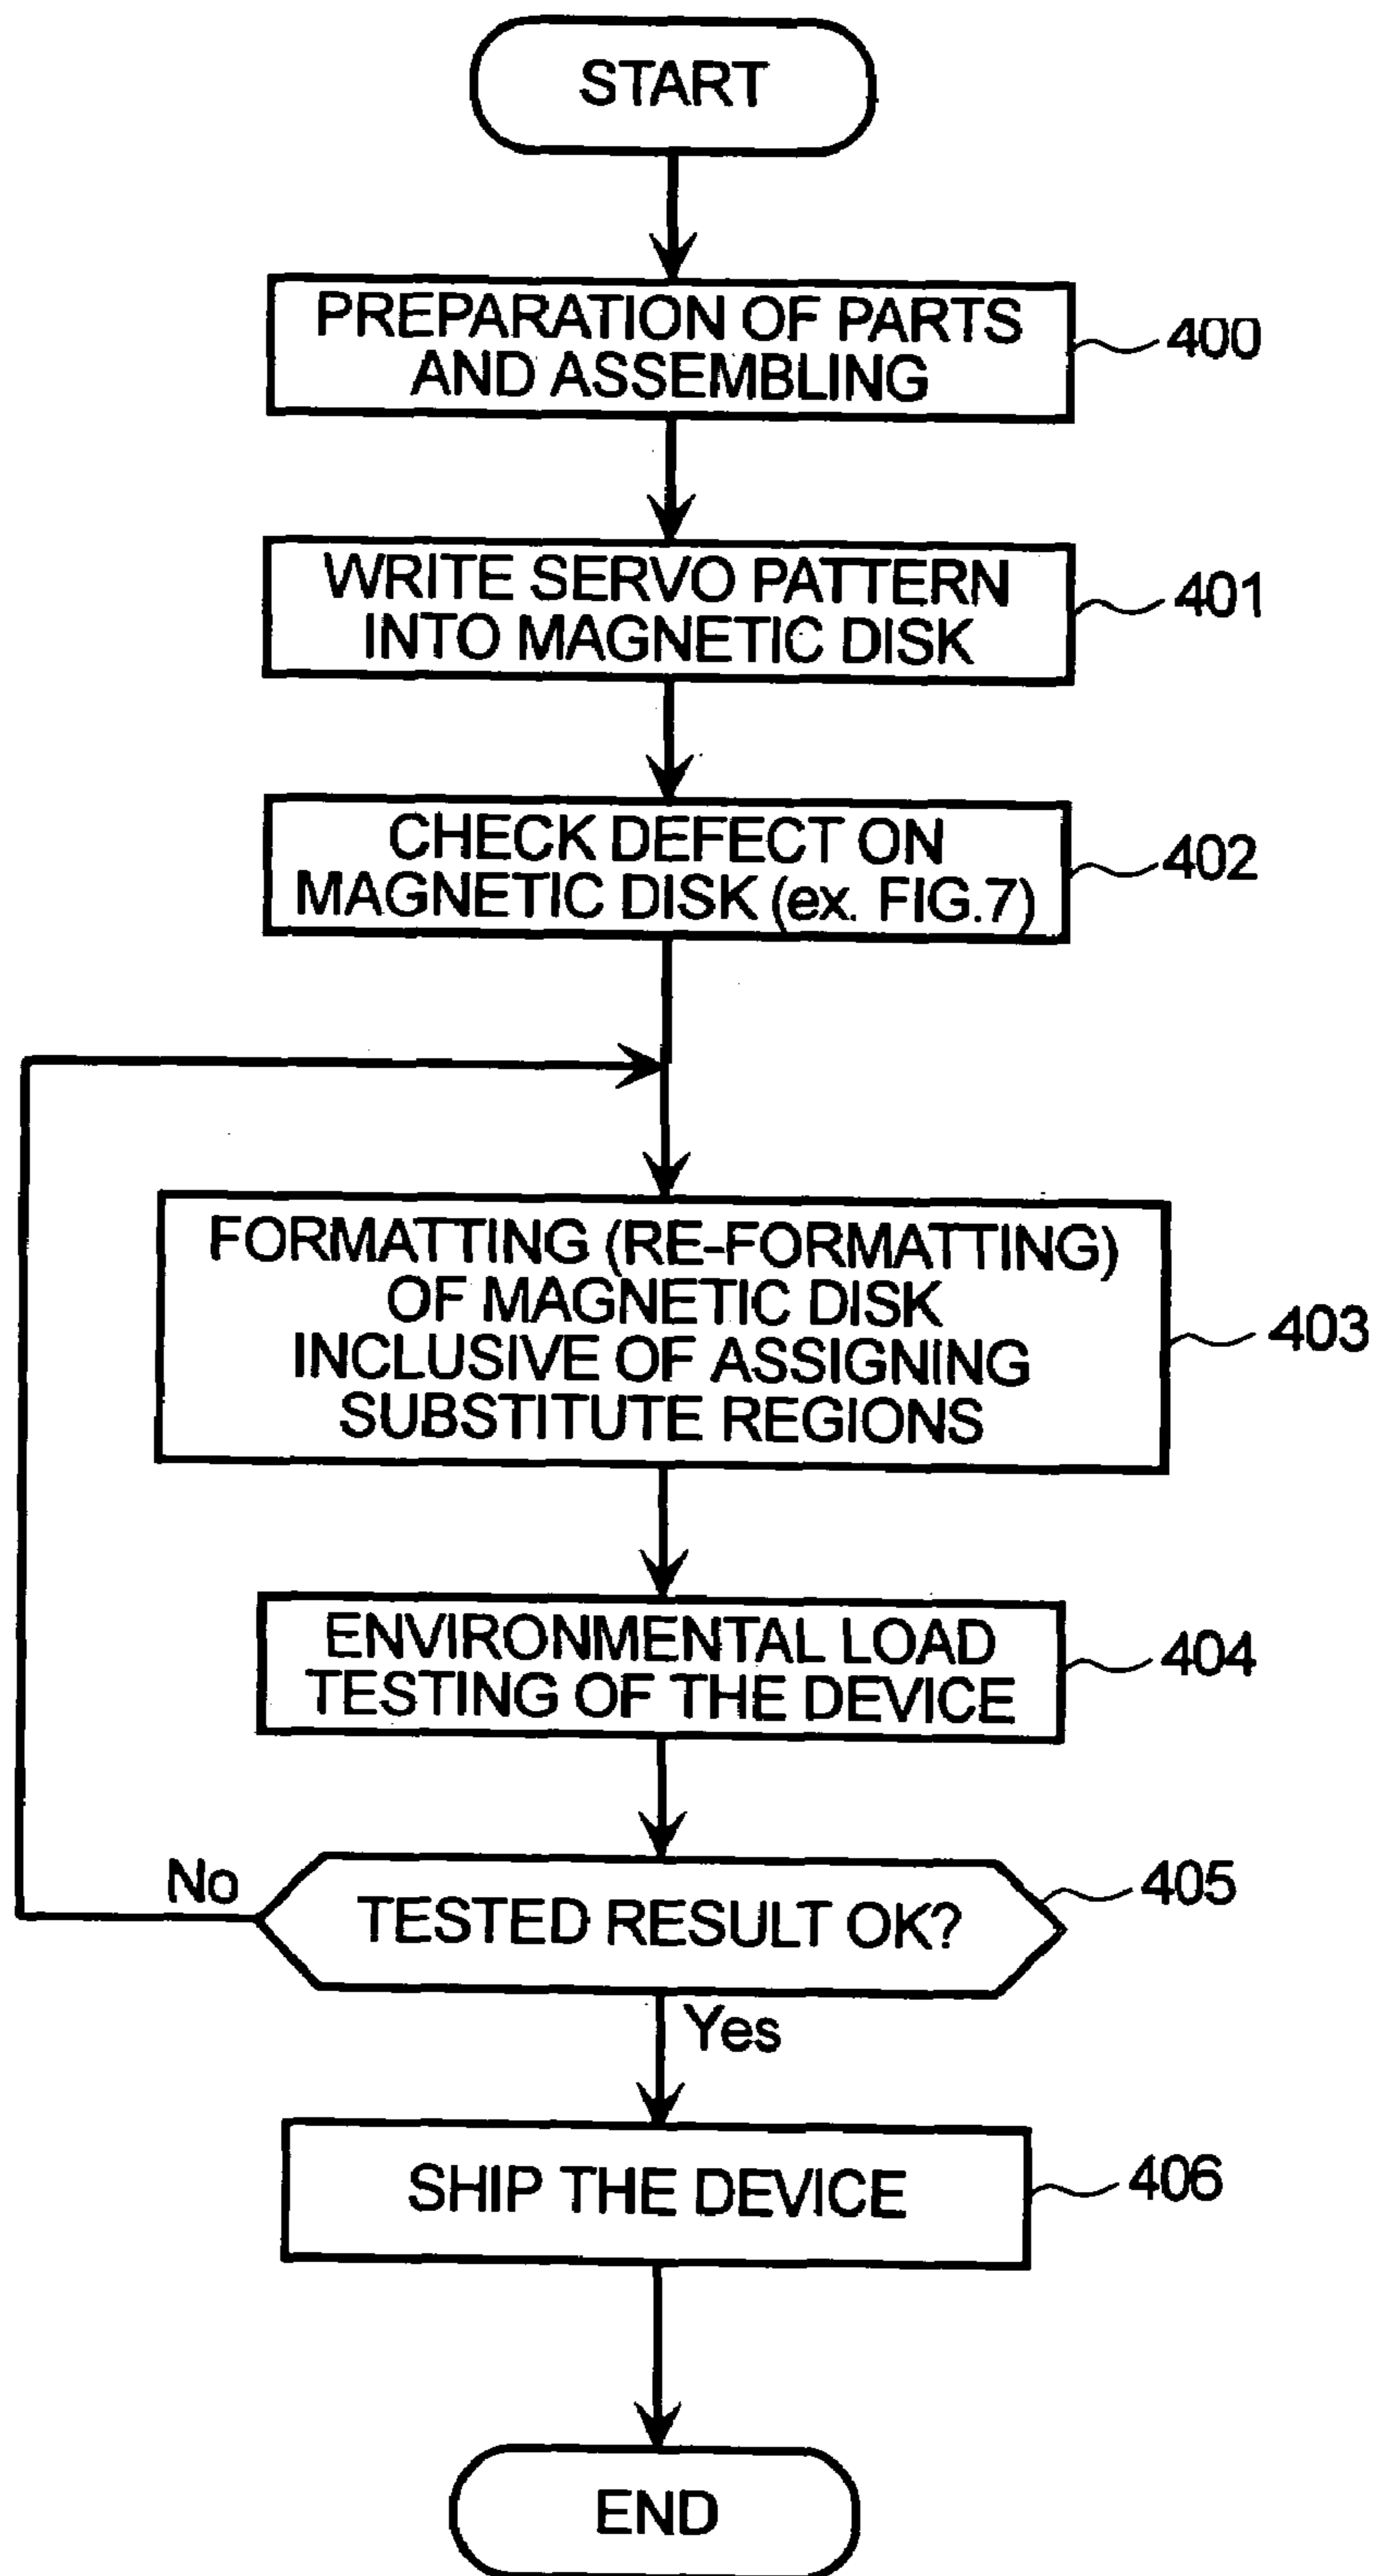 START
PREPARATION OF PARTS
AND ASSEMBLING
400
WRITE SERVO PATTERN
INTO MAGNETIC DISK
401
CHECK DEFECT ON
MAGNETIC DISK (ex. FIG.7)
402
FORMATTING (RE-FORMATTING)
OF MAGNETIC DISK
INCLUSIVE OF ASSIGNING
SUBSTITUTE REGIONS
403
ENVIRONMENTAL LOAD
TESTING OF THE DEVICE
404
No
TESTED RESULT OK?
405
Yes
SHIP THE DEVICE
406
END